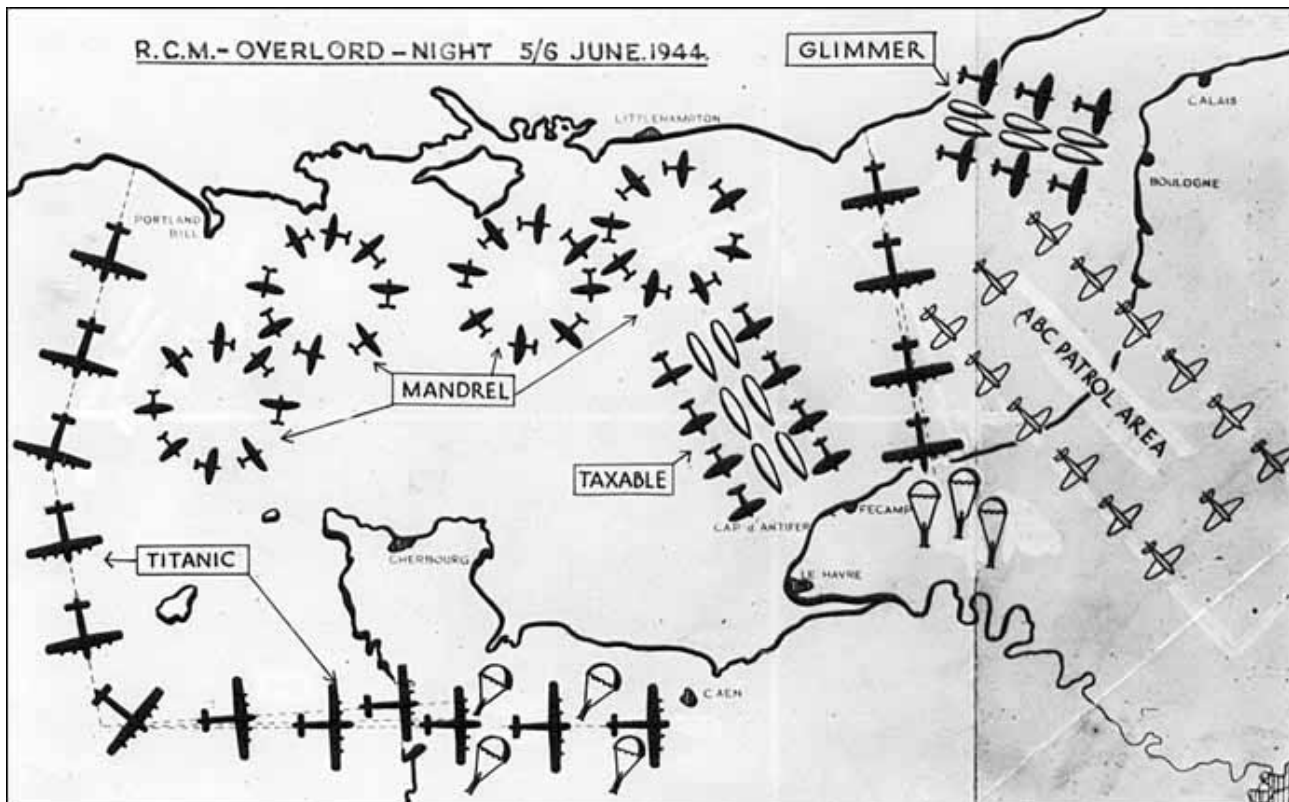 R.C.M.-OVERLORD-NIGHT 5/6 JUNE.1944.
GLIMMER
CALAIS
LITTLEHAMPTON
BOULOGNE
PORTLAND
BILL
ABC PATROL AREA
MANDREL
TAXABLE
CAP d'ANTIFER
FECAMP
TITANIC
CHERBOURG
LE HAVRE
CAEN